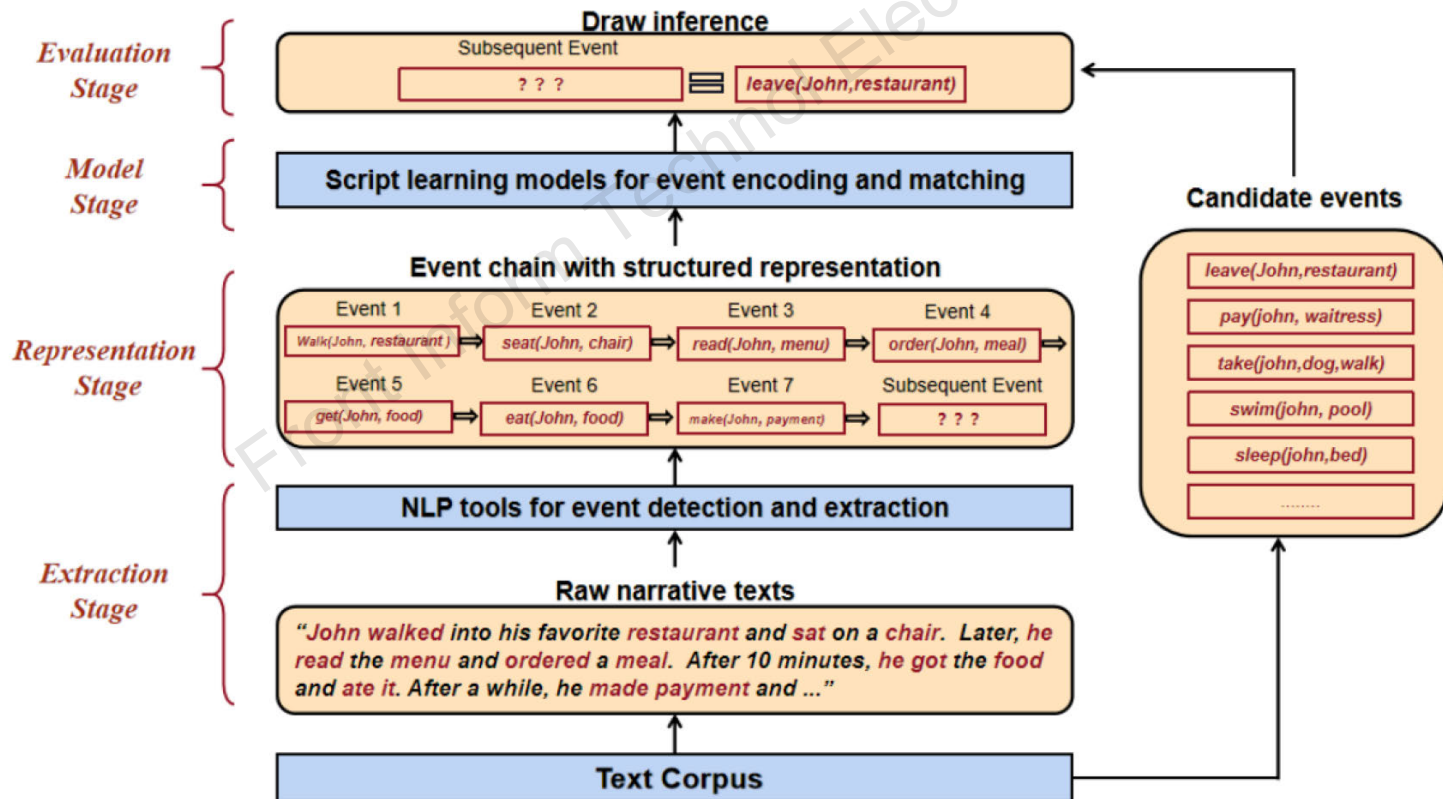 Draw inference
Evaluation
Stage
Subsequent Event
? ? ?
leave(John,restaurant)
Model
Stage
Script learning models for event encoding and matching
Candidate events
leave(John,restaurant)
pay(john, waitress)
take(john,dog,walk)
swim(john, pool)
sleep(john,bed)
........
Representation
Stage
Event chain with structured representation
Event 1 Event 2 Event 3 Event 4
Walk(John, restaurant ) seat(John, chair) read(John, menu) order(John, meal)
Event 5 Event 6 Event 7 Subsequent Event
get(John, food) eat(John, food) make(John, payment) ? ? ?
NLP tools for event detection and extraction
Extraction
Stage
Raw narrative texts
“John walked into his favorite restaurant and sat on a chair. Later, he
read the menu and ordered a meal. After 10 minutes, he got the food
and ate it. After a while, he made payment and ...”
Text Corpus
Front Inform Technol Elec